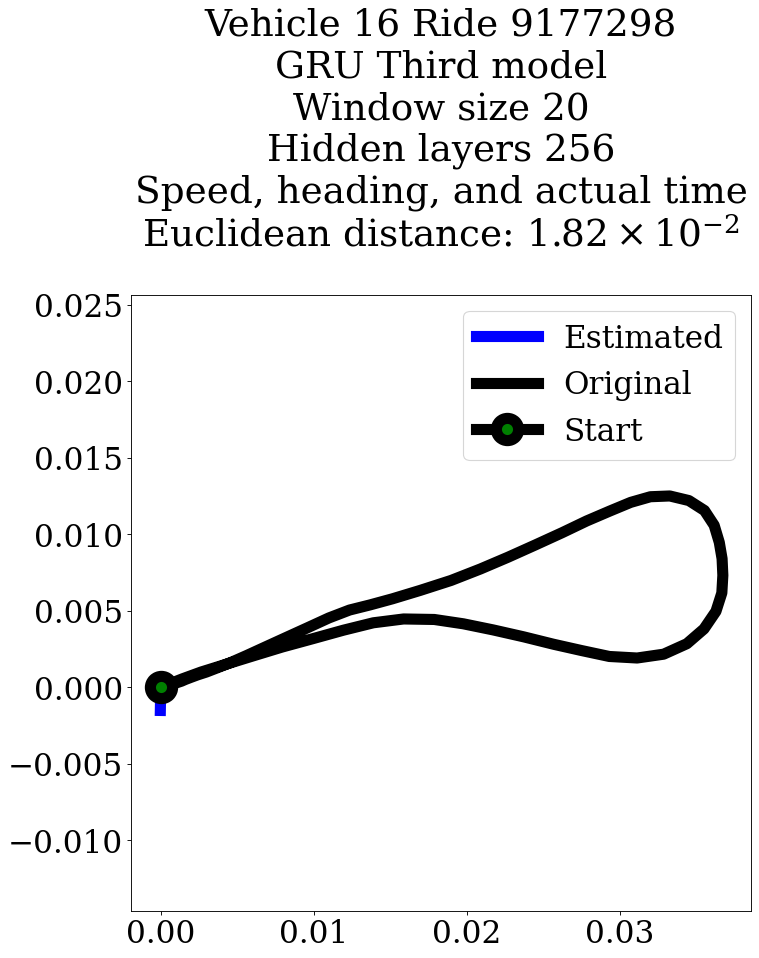 Vehicle 16 Ride 9177298
GRU Third model
Window size 20
Hidden layers 256
Speed, heading, and actual time
Euclidean distance: 1.82 × 10⁻²
0.025
0.020
0.015
0.010
0.005
0.000
−0.005
−0.010
Estimated
Original
Start
0.00 0.01 0.02 0.03